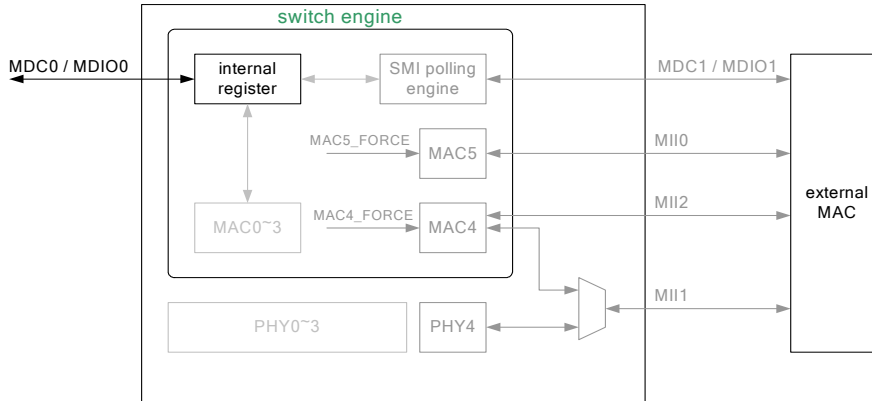 switch engine
MDC0 / MDIO0
internal
register
SMI polling
engine
MDC1 / MDIO1
MAC5_FORCE
MAC5
MII0
external
MAC
MAC0~3
MAC4_FORCE
MAC4
MII2
MII1
PHY0~3
PHY4